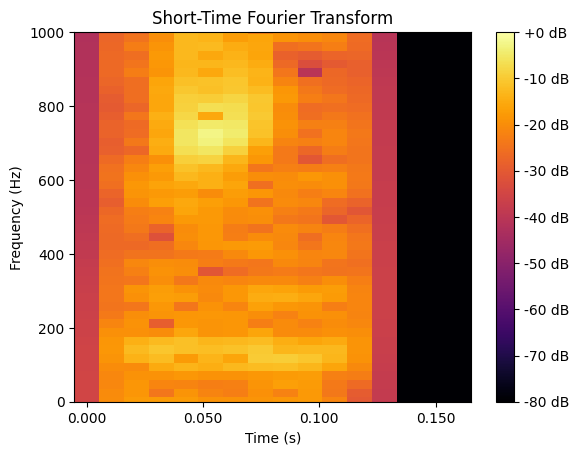 Short-Time Fourier Transform
1000
800
600
400
200
0
Frequency (Hz)
0.000
0.050
0.100
0.150
Time (s)
+0 dB
-10 dB
-20 dB
-30 dB
-40 dB
-50 dB
-60 dB
-70 dB
-80 dB